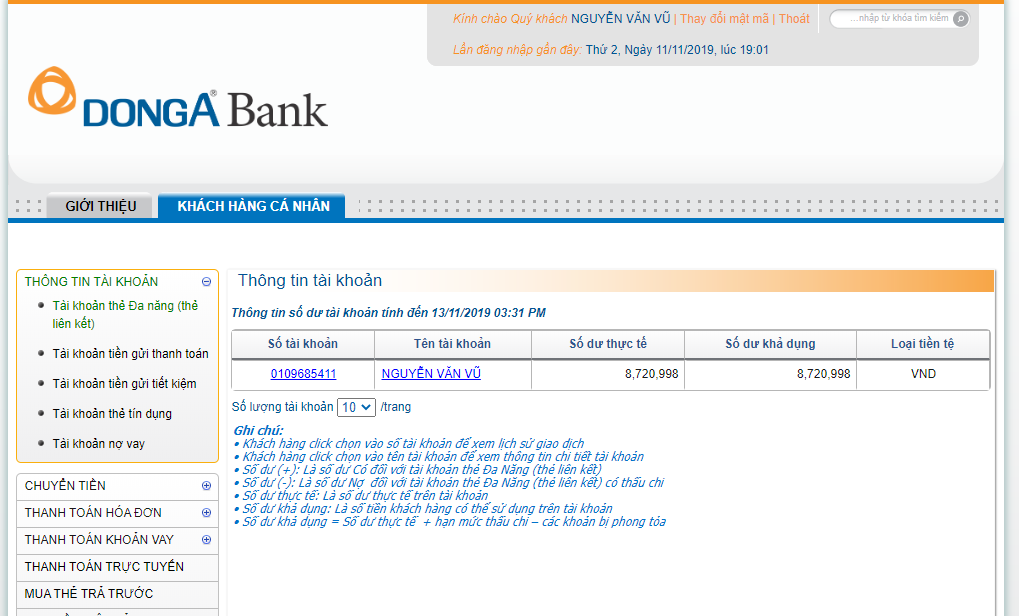 Kính chào Quý khách NGUYỄN VĂN VŨ | Thay đổi mật mã | Thoát
...nhập từ khóa tìm kiếm
Lần đăng nhập gần đây: Thứ 2, Ngày 11/11/2019, lúc 19:01
DONGA® Bank
GIỚI THIỆU
KHÁCH HÀNG CÁ NHÂN
THÔNG TIN TÀI KHOẢN
Tài khoản thẻ Đa năng (thẻ
liên kết)
Tài khoản tiền gửi thanh toán
Tài khoản tiền gửi tiết kiệm
Tài khoản thẻ tín dụng
Tài khoản nợ vay
CHUYỂN TIỀN
THANH TOÁN HÓA ĐƠN
THANH TOÁN KHOẢN VAY
THANH TOÁN TRỰC TUYẾN
MUA THẺ TRẢ TRƯỚC
Thông tin tài khoản
Thông tin số dư tài khoản tính đến 13/11/2019 03:31 PM
Số tài khoản Tên tài khoản Số dư thực tế Số dư khả dụng Loại tiền tệ
0109685411 NGUYỄN VĂN VŨ 8,720,998 8,720,998 VND
Số lượng tài khoản 10 /trang
Ghi chú:
• Khách hàng click chọn vào số tài khoản để xem lịch sử giao dịch
• Khách hàng click chọn vào tên tài khoản để xem thông tin chi tiết tài khoản
• Số dư (+): Là số dư Có đối với tài khoản thẻ Đa Năng (thẻ liên kết)
• Số dư (-): Là số dư Nợ đối với tài khoản thẻ Đa Năng (thẻ liên kết) có thấu chi
• Số dư thực tế: Là số dư thực tế trên tài khoản
• Số dư khả dụng: Là số tiền khách hàng có thể sử dụng trên tài khoản
• Số dư khả dụng = Số dư thực tế + hạn mức thấu chi – các khoản bị phong tỏa